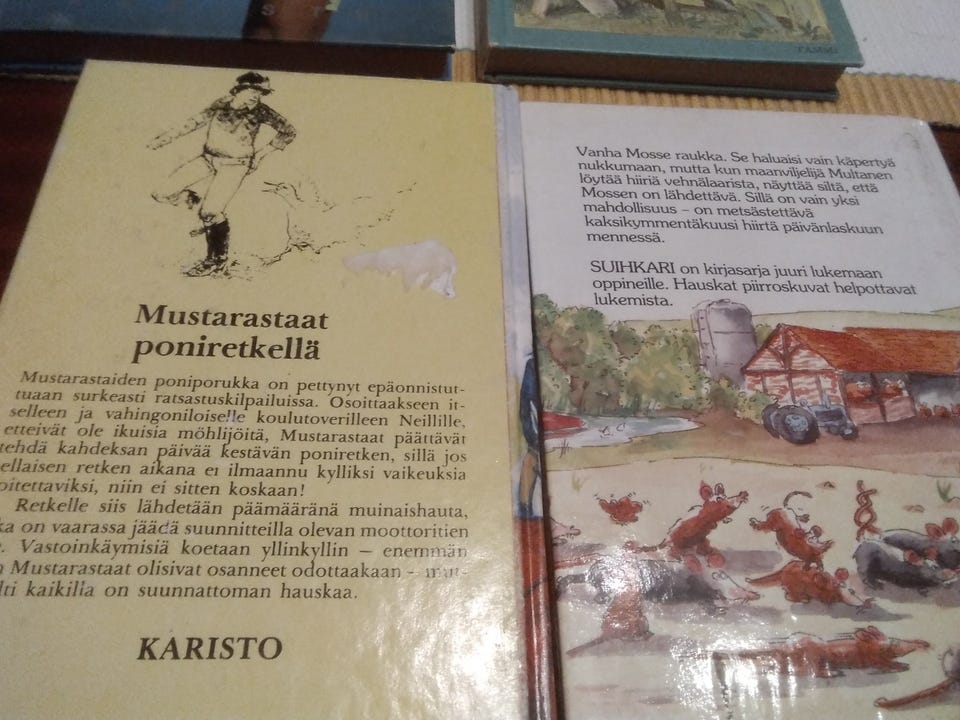 TAMMI
Mustarastaat
poniretkellä
Mustarastaiden poniporukka on pettynyt epäonnistut-
tuaan surkeasti ratsastuskilpailuissa. Osoittaakseen it-
selleen ja vahingoniloiselle koulutoverilleen Neillille,
etteivät ole ikuisia möhlijöitä, Mustarastaat päättävät
tehdä kahdeksan päivää kestävän poniretken, sillä jos
ellaisen retken aikana ei ilmaannu kylliksi vaikeuksia
oitettaviksi, niin ei sitten koskaan!
Retkelle siis lähdetään päämääränä muinaishauta,
ka on vaarassa jäädä suunnitteilla olevan moottoritien
Vastoinkäymisiä koetaan yllinkyllin – enemmän
n Mustarastaat olisivat osanneet odottaakaan – mut-
lti kaikilla on suunnattoman hauskaa.
KARISTO
Vanha Mosse raukka. Se haluaisi vain käpertyä
nukkumaan, mutta kun maanviljelijä Multanen
löytää hiiriä vehnälaarista, näyttää siltä, että
Mossen on lähdettävä. Sillä on vain yksi
mahdollisuus – on metsästettävä
kaksikymmentäkuusi hiirtä päivänlaskuun
mennessä.
SUIHKARI on kirjasarja juuri lukemaan
oppineille. Hauskat piirroskuvat helpottavat
lukemista.